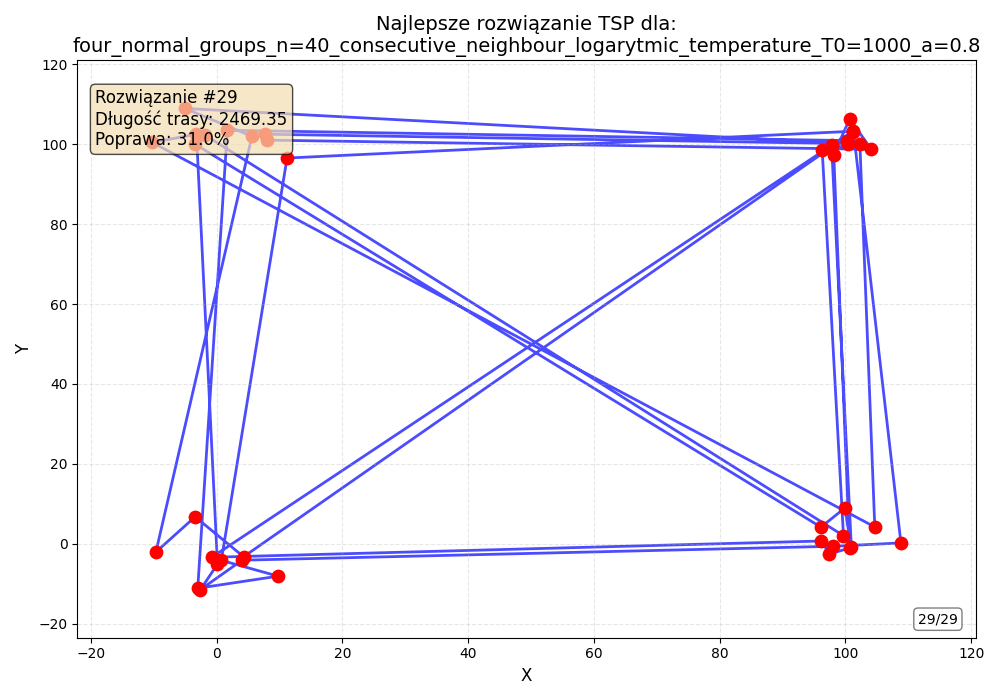 Najlepsze rozwiązanie TSP dla:
four_normal_groups_n=40_consecutive_neighbour_logarytmic_temperature_T0=1000_a=0.8
Rozwiązanie #29
Długość trasy: 2469.35
Poprawa: 31.0%
120
100
80
60
40
20
0
−20
Y
−20
0
20
40
60
80
100
120
X
29/29